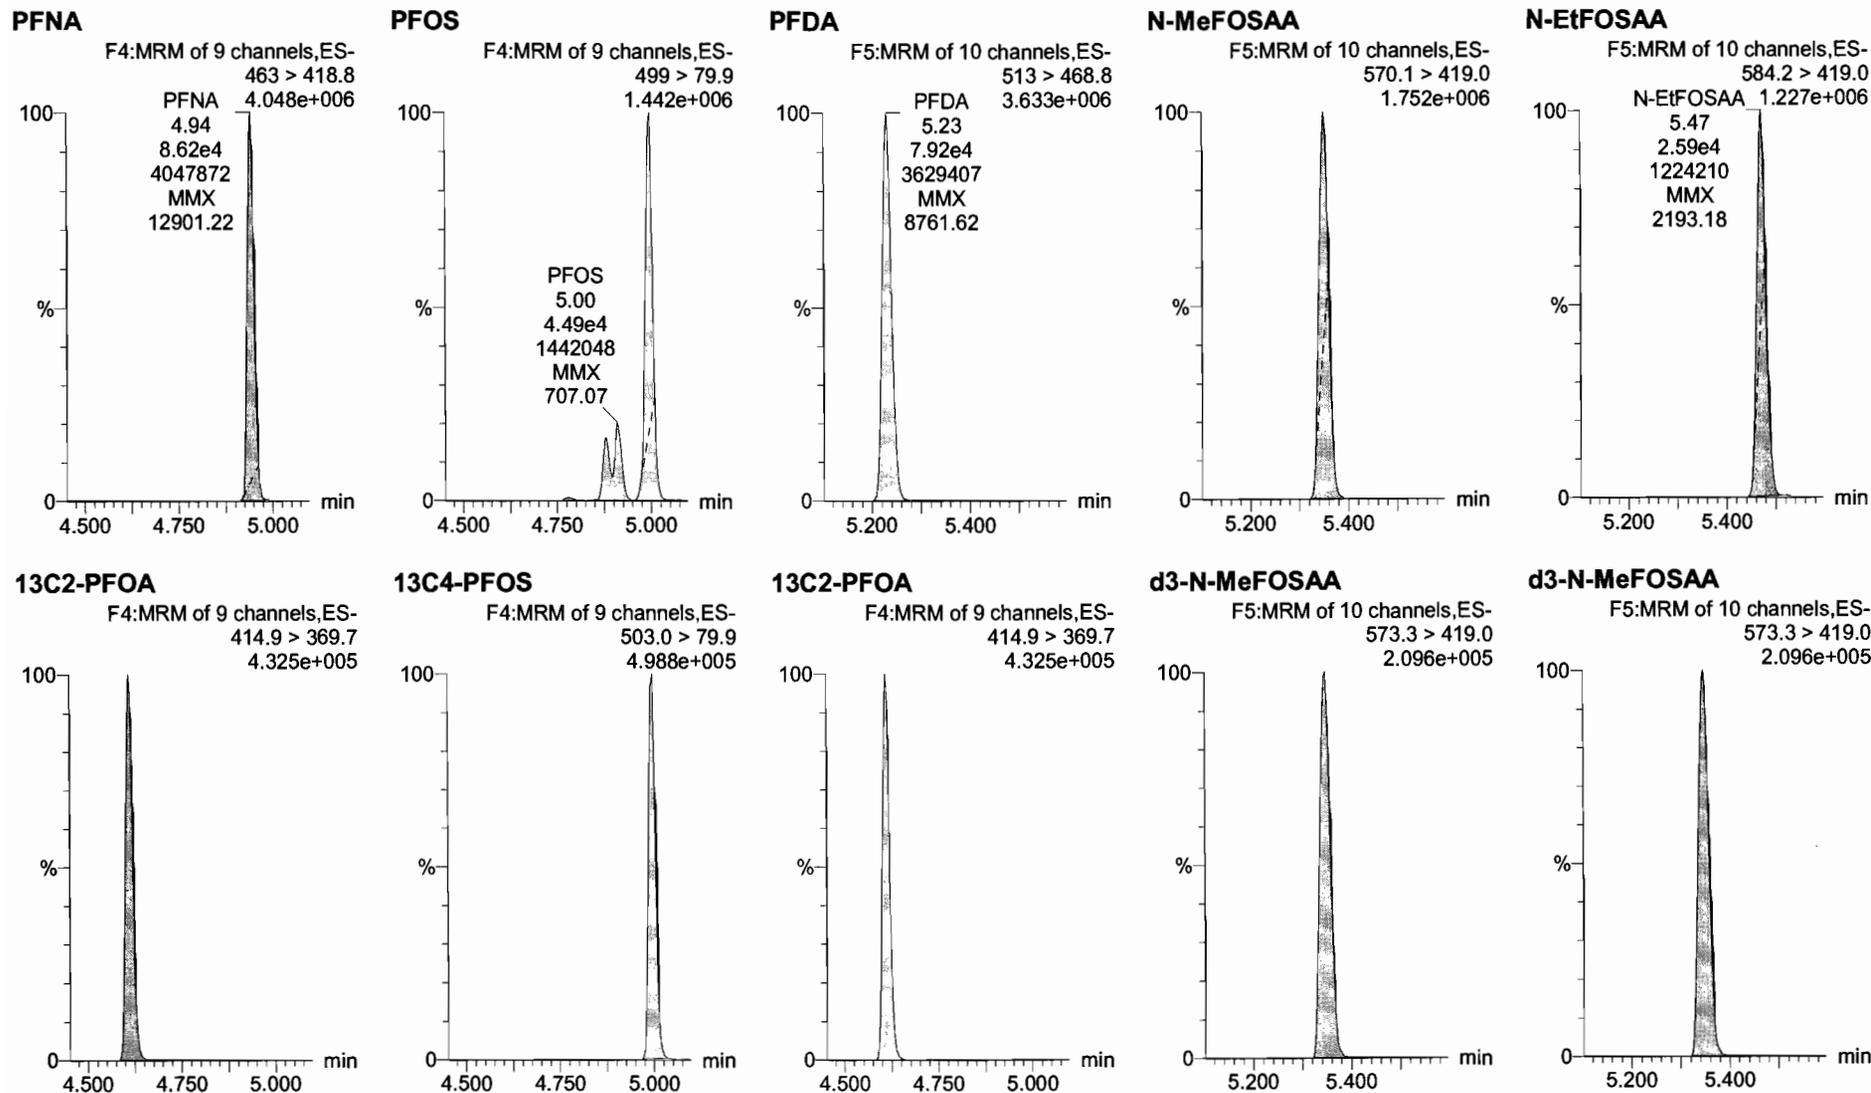 PFNA
F4:MRM of 9 channels,ES-
463 > 418.8
4.048e+006
PFNA
4.94
8.62e4
4047872
MMX
12901.22
100
%
0
4.500 4.750 5.000
min
PFOS
F4:MRM of 9 channels,ES-
499 > 79.9
1.442e+006
PFOS
5.00
4.49e4
1442048
MMX
707.07
100
%
0
4.500 4.750 5.000
min
PFDA
F5:MRM of 10 channels,ES-
513 > 468.8
3.633e+006
PFDA
5.23
7.92e4
3629407
MMX
8761.62
100
%
0
5.200 5.400
min
N-MeFOSAA
F5:MRM of 10 channels,ES-
570.1 > 419.0
1.752e+006
100
%
0
5.200 5.400
min
N-EtFOSAA
F5:MRM of 10 channels,ES-
584.2 > 419.0
1.227e+006
N-EtFOSAA
5.47
2.59e4
1224210
MMX
2193.18
100
%
0
5.200 5.400
min
13C2-PFOA
F4:MRM of 9 channels,ES-
414.9 > 369.7
4.325e+005
100
%
0
4.500 4.750 5.000
min
13C4-PFOS
F4:MRM of 9 channels,ES-
503.0 > 79.9
4.988e+005
100
%
0
4.500 4.750 5.000
min
13C2-PFOA
F4:MRM of 9 channels,ES-
414.9 > 369.7
4.325e+005
100
%
0
4.500 4.750 5.000
min
d3-N-MeFOSAA
F5:MRM of 10 channels,ES-
573.3 > 419.0
2.096e+005
100
%
0
5.200 5.400
min
d3-N-MeFOSAA
F5:MRM of 10 channels,ES-
573.3 > 419.0
2.096e+005
100
%
0
5.200 5.400
min